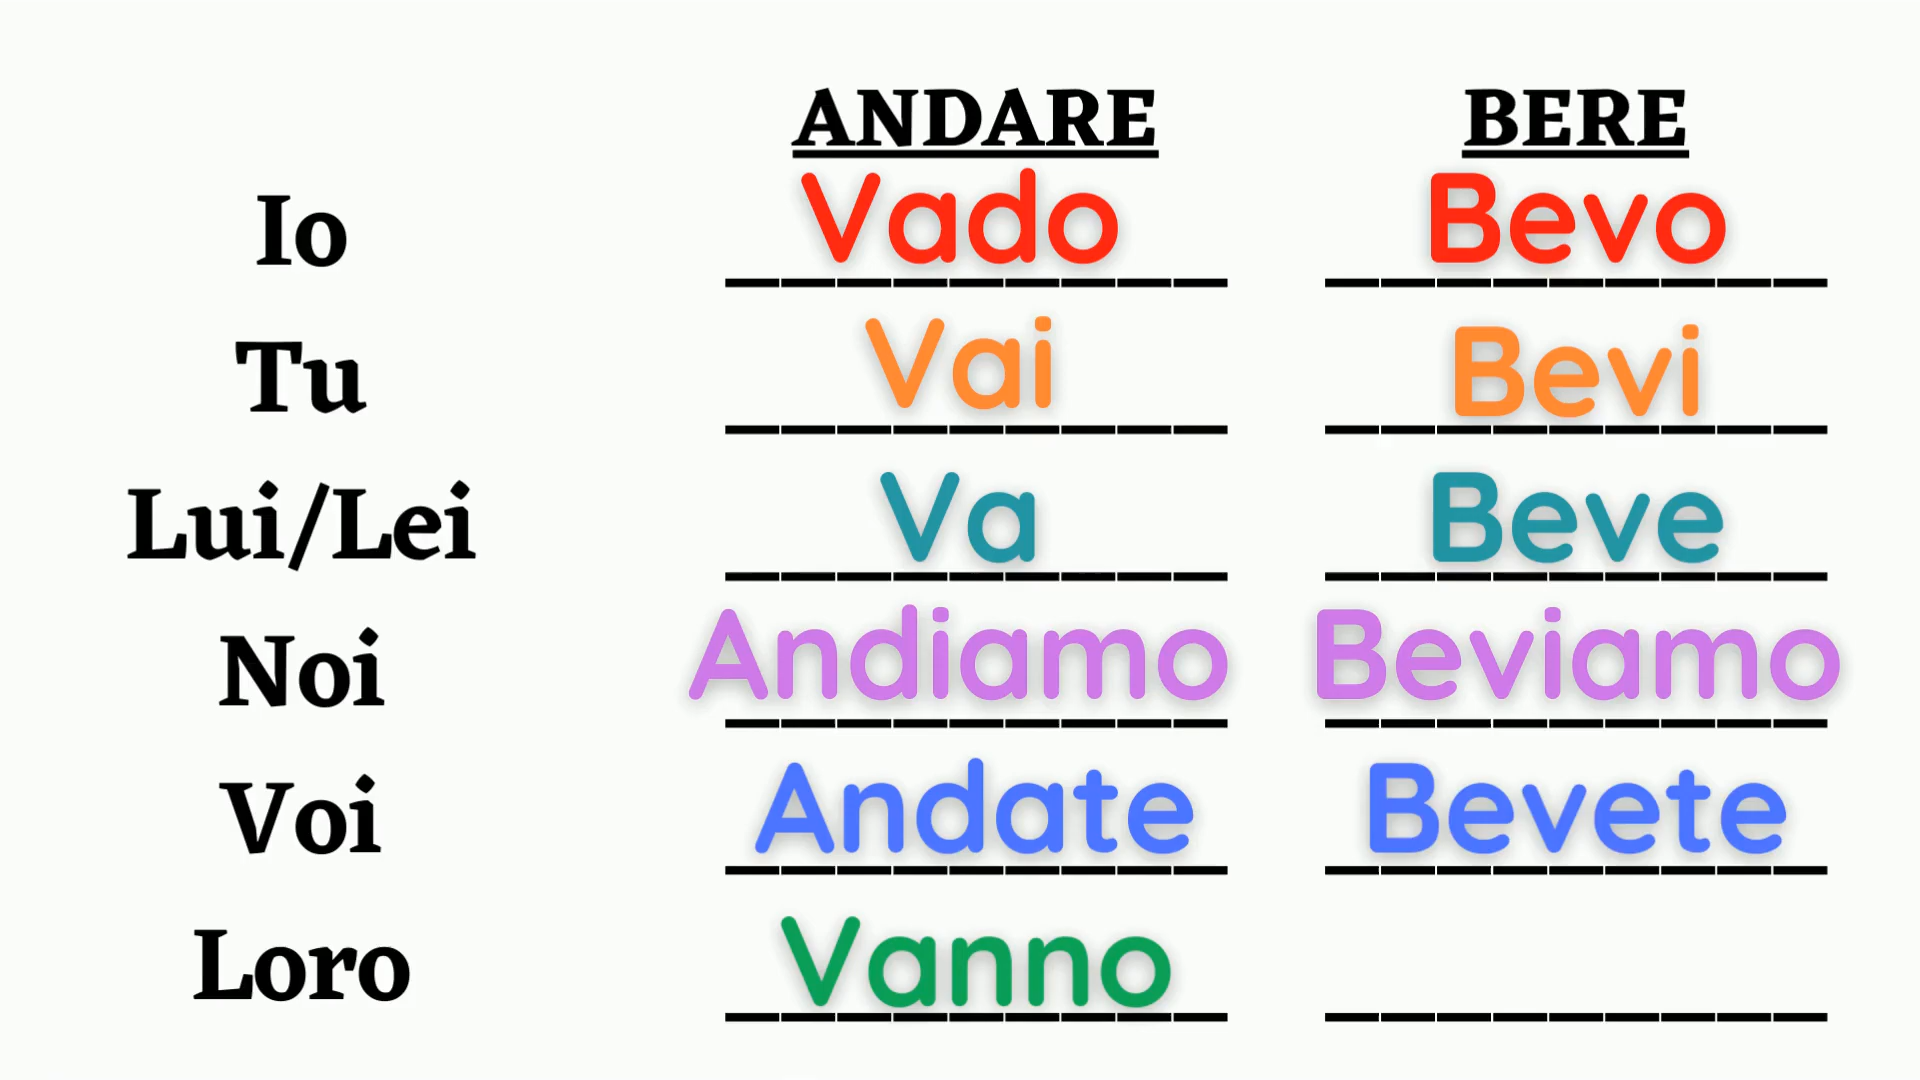 ANDARE BERE
Io Vado Bevo
Tu Vai Bevi
Lui/Lei Va Beve
Noi Andiamo Beviamo
Voi Andate Bevete
Loro Vanno